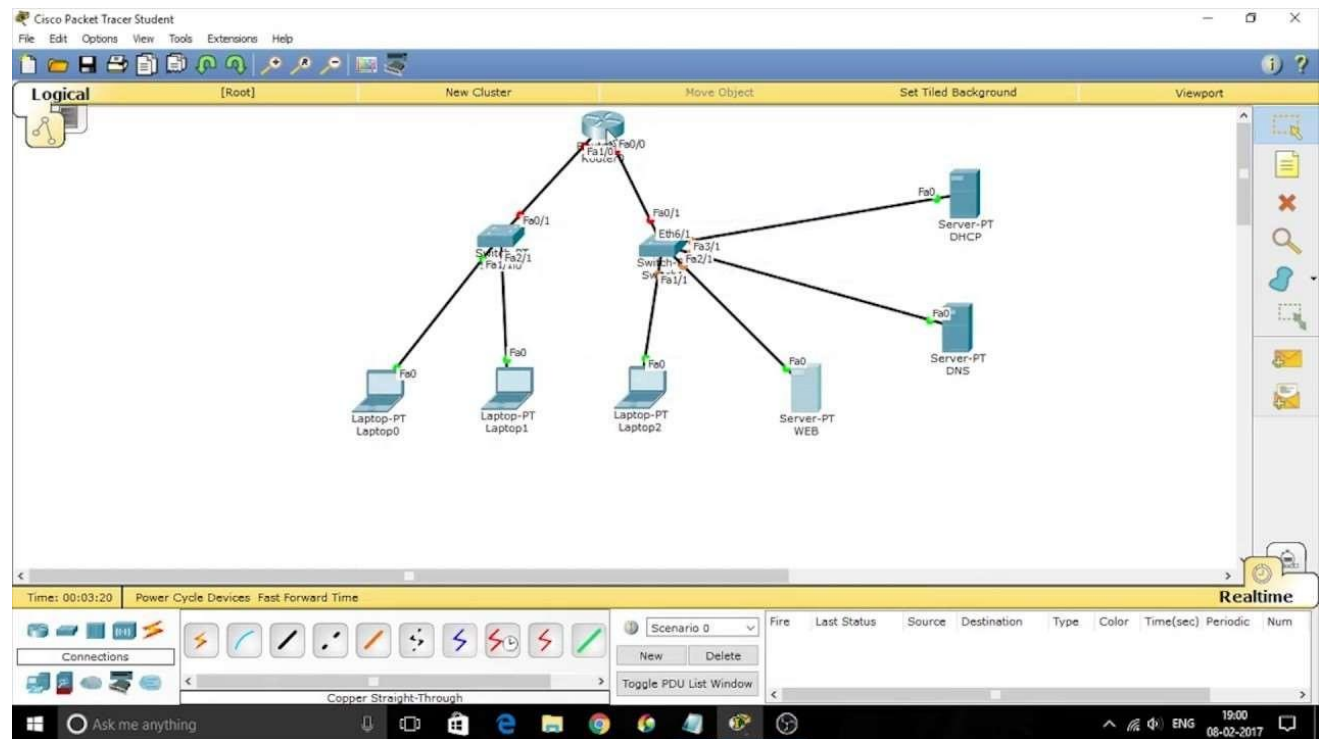 Cisco Packet Tracer Student
File Edit Options View Tools Extensions Help
Logical [Root] New Cluster Move Object Set Tiled Background Viewport
Fa1/0 Fa0/0
Fa0/1
Fa0/1
Fa2/1
Fa1/1
Eth6/1
Fa3/1
Fa2/1
Fa1/1
Fa0
Server-PT
DHCP
Fa0
Server-PT
DNS
Fa0
Laptop-PT
Laptop0
Fa0
Laptop-PT
Laptop1
Fa0
Laptop-PT
Laptop2
Fa0
Server-PT
WEB
Time: 00:03:20 Power Cycle Devices Fast Forward Time
Realtime
Connections
Copper Straight-Through
Scenario 0
New Delete
Toggle PDU List Window
Fire Last Status Source Destination Type Color Time(sec) Periodic Num
Ask me anything
ENG
19:00
08-02-2017